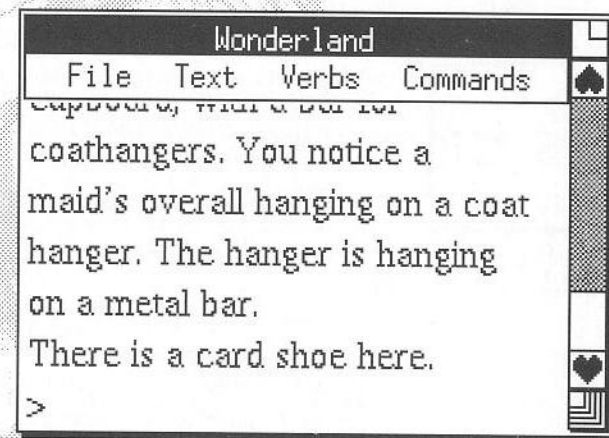 Wonderland
File Text Verbs Commands
coathangers. You notice a
maid's overall hanging on a coat
hanger. The hanger is hanging
on a metal bar.
There is a card shoe here.
>